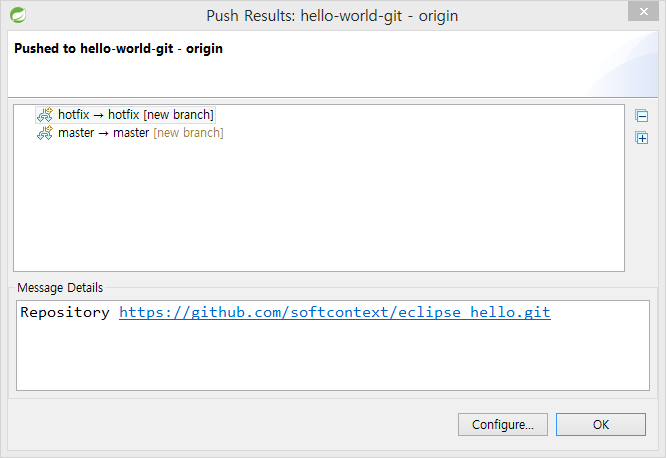 Push Results: hello-world-git - origin
Pushed to hello-world-git - origin
hotfix → hotfix [new branch]
master → master [new branch]
Message Details
Repository https://github.com/softcontext/eclipse_hello.git
Configure...
OK